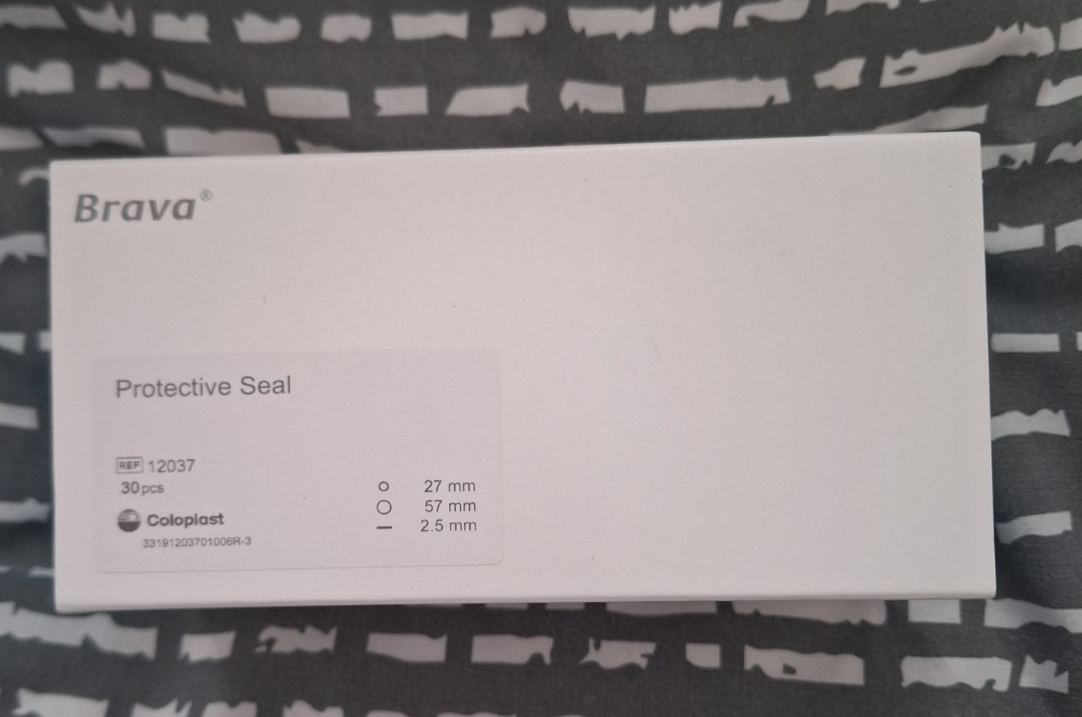 Brava®
Protective Seal
REF 12037
30pcs
27 mm
57 mm
2.5 mm
Coloplast
33191203701006R-3